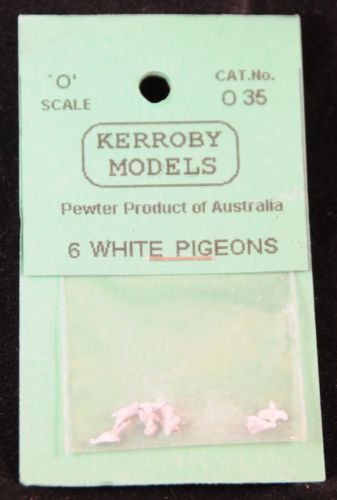 'O'
SCALE
CAT.No.
O 35
KERROBY
MODELS
Pewter Product of Australia
6 WHITE PIGEONS